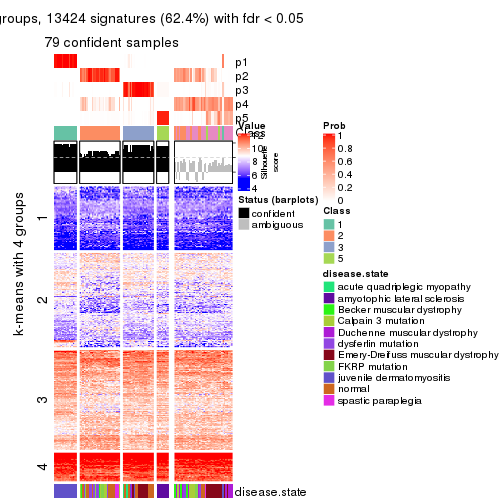 groups, 13424 signatures (62.4%) with fdr < 0.05
79 confident samples
p1
p2
p3
p4
p5
Class
Value
12
10
8
6
4
Silhouette
score
Prob
1
0.8
0.6
0.4
0.2
0
Status (barplots)
confident
ambiguous
Class
1
2
3
5
disease.state
acute quadriplegic myopathy
amyotophic lateral sclerosis
Becker muscular dystrophy
Calpain 3 mutation
Duchenne muscular dystrophy
dysferlin mutation
Emery-Dreifuss muscular dystrophy
FKRP mutation
juvenile dermatomyositis
normal
spastic paraplegia
k-means with 4 groups
1
2
3
4
disease.state